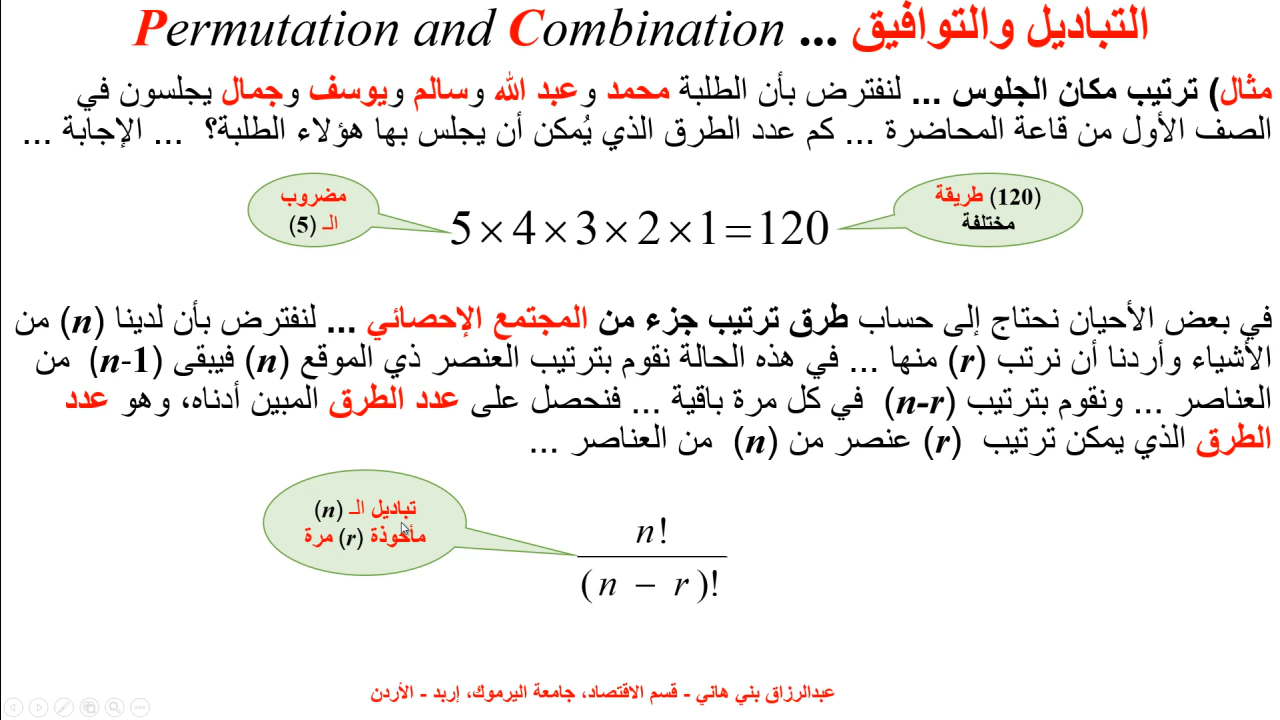 التباديل والتوافيق ... Permutation and Combination
مثال) ترتيب مكان الجلوس ... لنفترض بأن الطلبة محمد وعبد الله وسالم ويوسف وجمال يجلسون في
الصف الأول من قاعة المحاضرة ... كم عدد الطرق الذي يُمكن أن يجلس بها هؤلاء الطلبة؟ ... الإجابة ...
(120) طريقة
مختلفة
5×4×3×2×1=120
مضروب
الـ (5)
في بعض الأحيان نحتاج إلى حساب طرق ترتيب جزء من المجتمع الإحصائي ... لنفترض بأن لدينا (n) من
الأشياء وأردنا أن نرتب (r) منها ... في هذه الحالة نقوم بترتيب العنصر ذي الموقع (n) فيبقى (n-1) من
العناصر ... ونقوم بترتيب (n-r) في كل مرة باقية ... فنحصل على عدد الطرق المبين أدناه، وهو عدد
الطرق الذي يمكن ترتيب (r) عنصر من (n) من العناصر ...
تباديل الـ (n)
مأخوذة (r) مرة
n!
(n − r)!
عبدالرزاق بني هاني - قسم الاقتصاد، جامعة اليرموك، إربد - الأردن